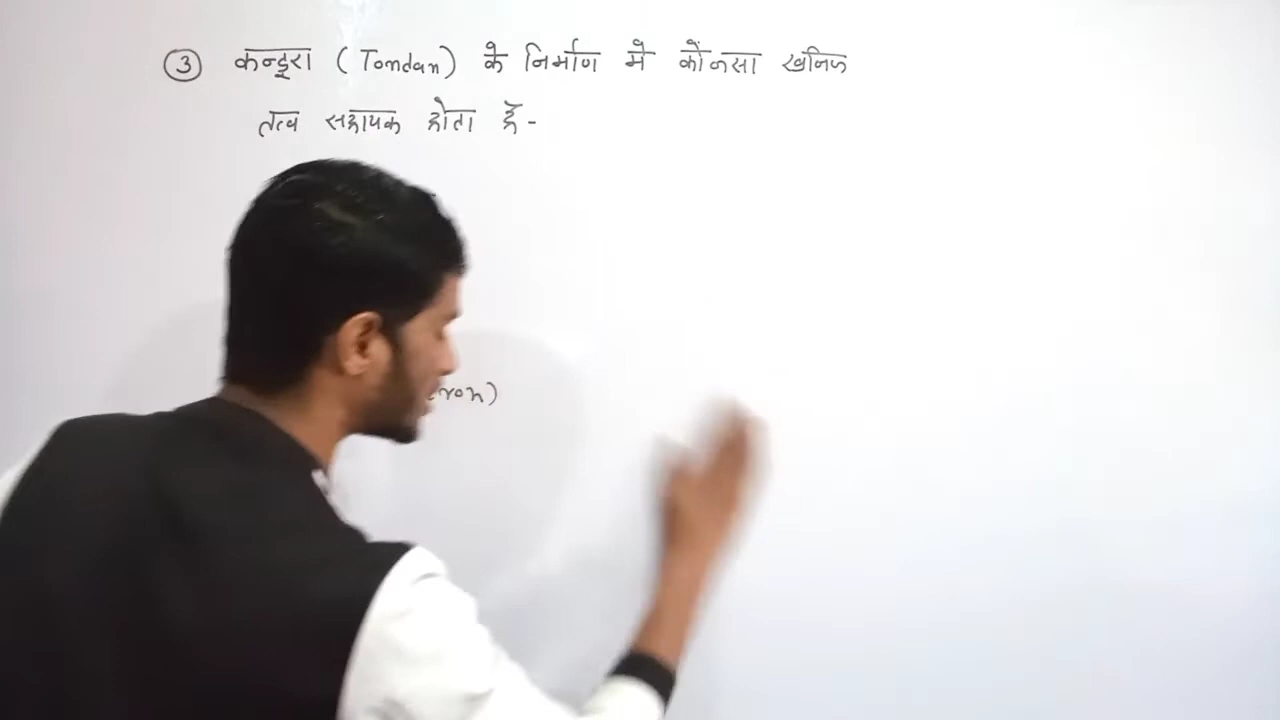 ③ कन्डूरा (Tondan) के निर्माण मे कौनसा खनिज
तत्व सहायक होता है -
ron)